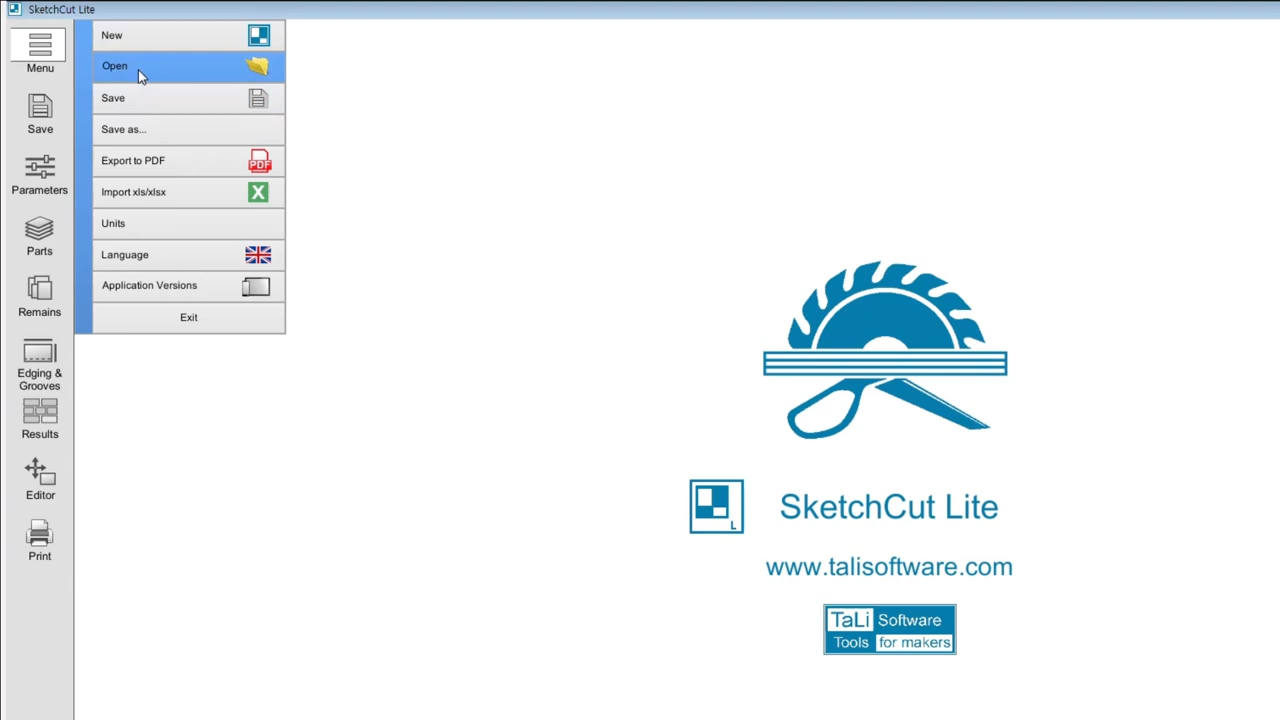 SketchCut Lite
Menu
Save
Parameters
Parts
Remains
Edging &
Grooves
Results
Editor
Print
New
Open
Save
Save as...
Export to PDF
PDF
Import xls/xlsx
X
Units
Language
Application Versions
Exit
L
SketchCut Lite
www.talisoftware.com
TaLi Software
Tools for makers